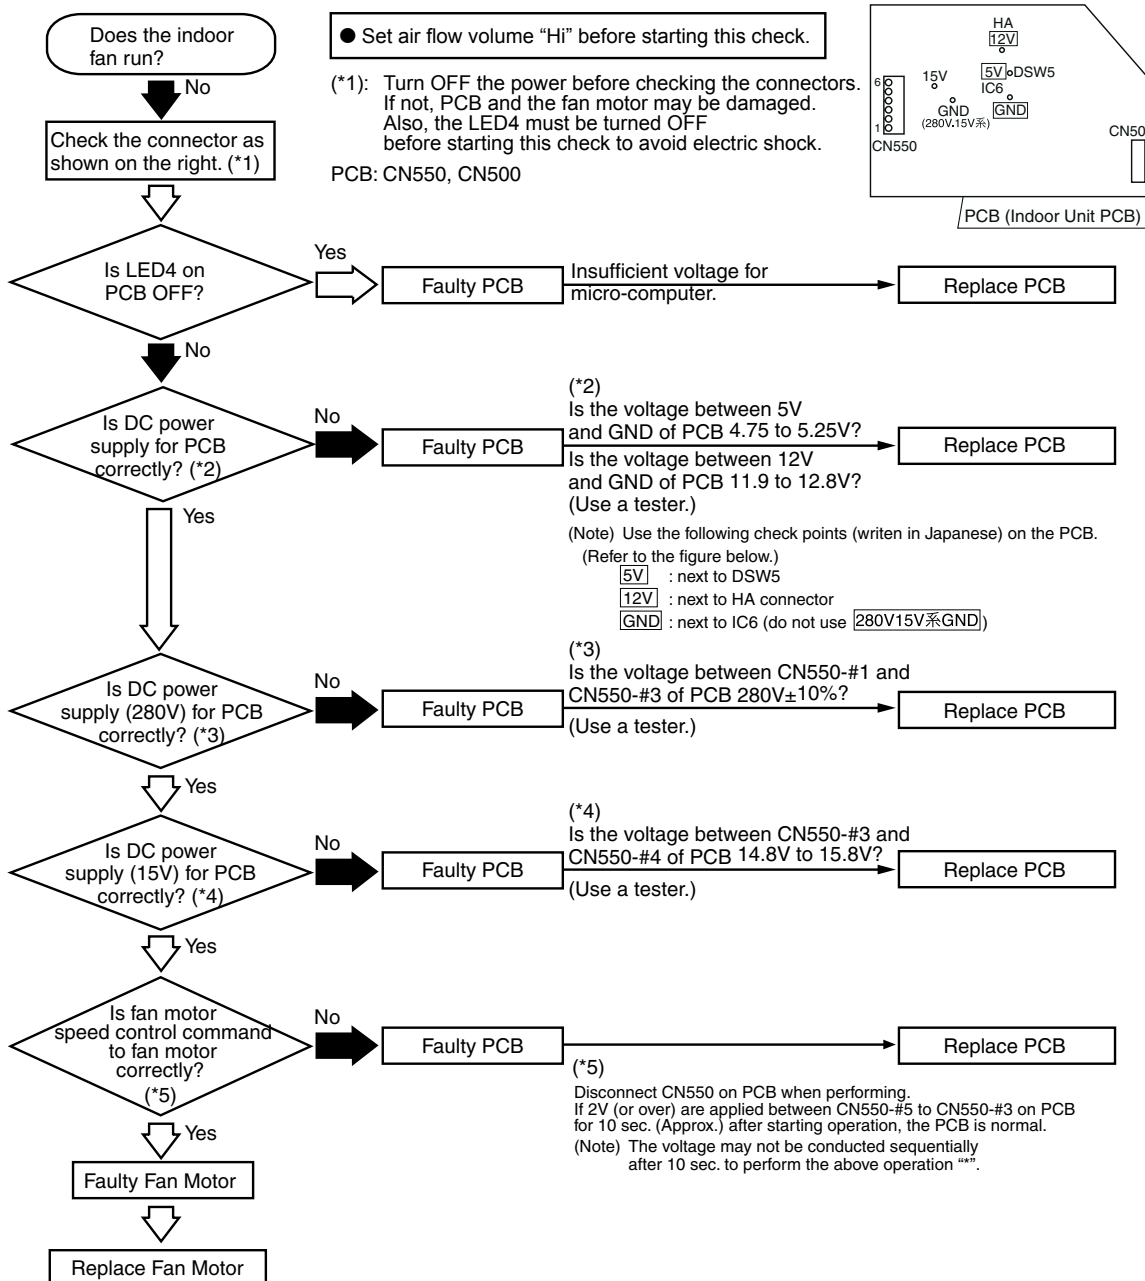 Does the indoor
fan run?
No
Check the connector as
shown on the right. (*1)
● Set air flow volume “Hi” before starting this check.
(*1): Turn OFF the power before checking the connectors.
If not, PCB and the fan motor may be damaged.
Also, the LED4 must be turned OFF
before starting this check to avoid electric shock.
PCB: CN550, CN500
HA
12V
15V
5V
DSW5
IC6
GND
GND
(280V.15V系)
6
1
CN550
CN50
PCB (Indoor Unit PCB)
Is LED4 on
PCB OFF?
Yes
Faulty PCB
Insufficient voltage for
micro-computer.
Replace PCB
No
Is DC power
supply for PCB
correctly? (*2)
No
Faulty PCB
(*2)
Is the voltage between 5V
and GND of PCB 4.75 to 5.25V?
Is the voltage between 12V
and GND of PCB 11.9 to 12.8V?
(Use a tester.)
Replace PCB
Yes
(Note) Use the following check points (writen in Japanese) on the PCB.
(Refer to the figure below.)
5V : next to DSW5
12V : next to HA connector
GND : next to IC6 (do not use 280V15V系GND)
Is DC power
supply (280V) for PCB
correctly? (*3)
No
Faulty PCB
(*3)
Is the voltage between CN550-#1 and
CN550-#3 of PCB 280V±10%?
(Use a tester.)
Replace PCB
Yes
Is DC power
supply (15V) for PCB
correctly? (*4)
No
Faulty PCB
(*4)
Is the voltage between CN550-#3 and
CN550-#4 of PCB 14.8V to 15.8V?
(Use a tester.)
Replace PCB
Yes
Is fan motor
speed control command
to fan motor
correctly?
(*5)
No
Faulty PCB
Replace PCB
(*5)
Disconnect CN550 on PCB when performing.
If 2V (or over) are applied between CN550-#5 to CN550-#3 on PCB
for 10 sec. (Approx.) after starting operation, the PCB is normal.
(Note) The voltage may not be conducted sequentially
after 10 sec. to perform the above operation “*”.
Yes
Faulty Fan Motor
Replace Fan Motor